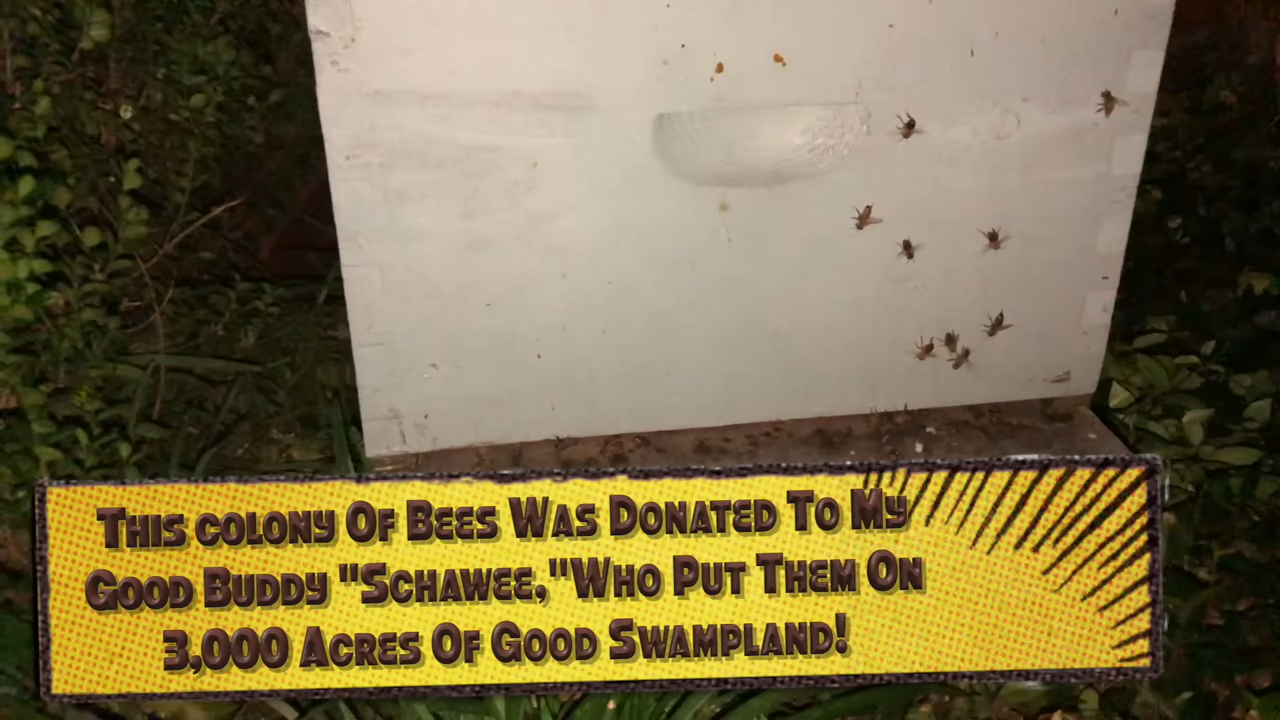 This colony Of Bees Was Donated To My
Good Buddy "Schawee,"Who Put Them On
3,000 Acres Of Good Swampland!